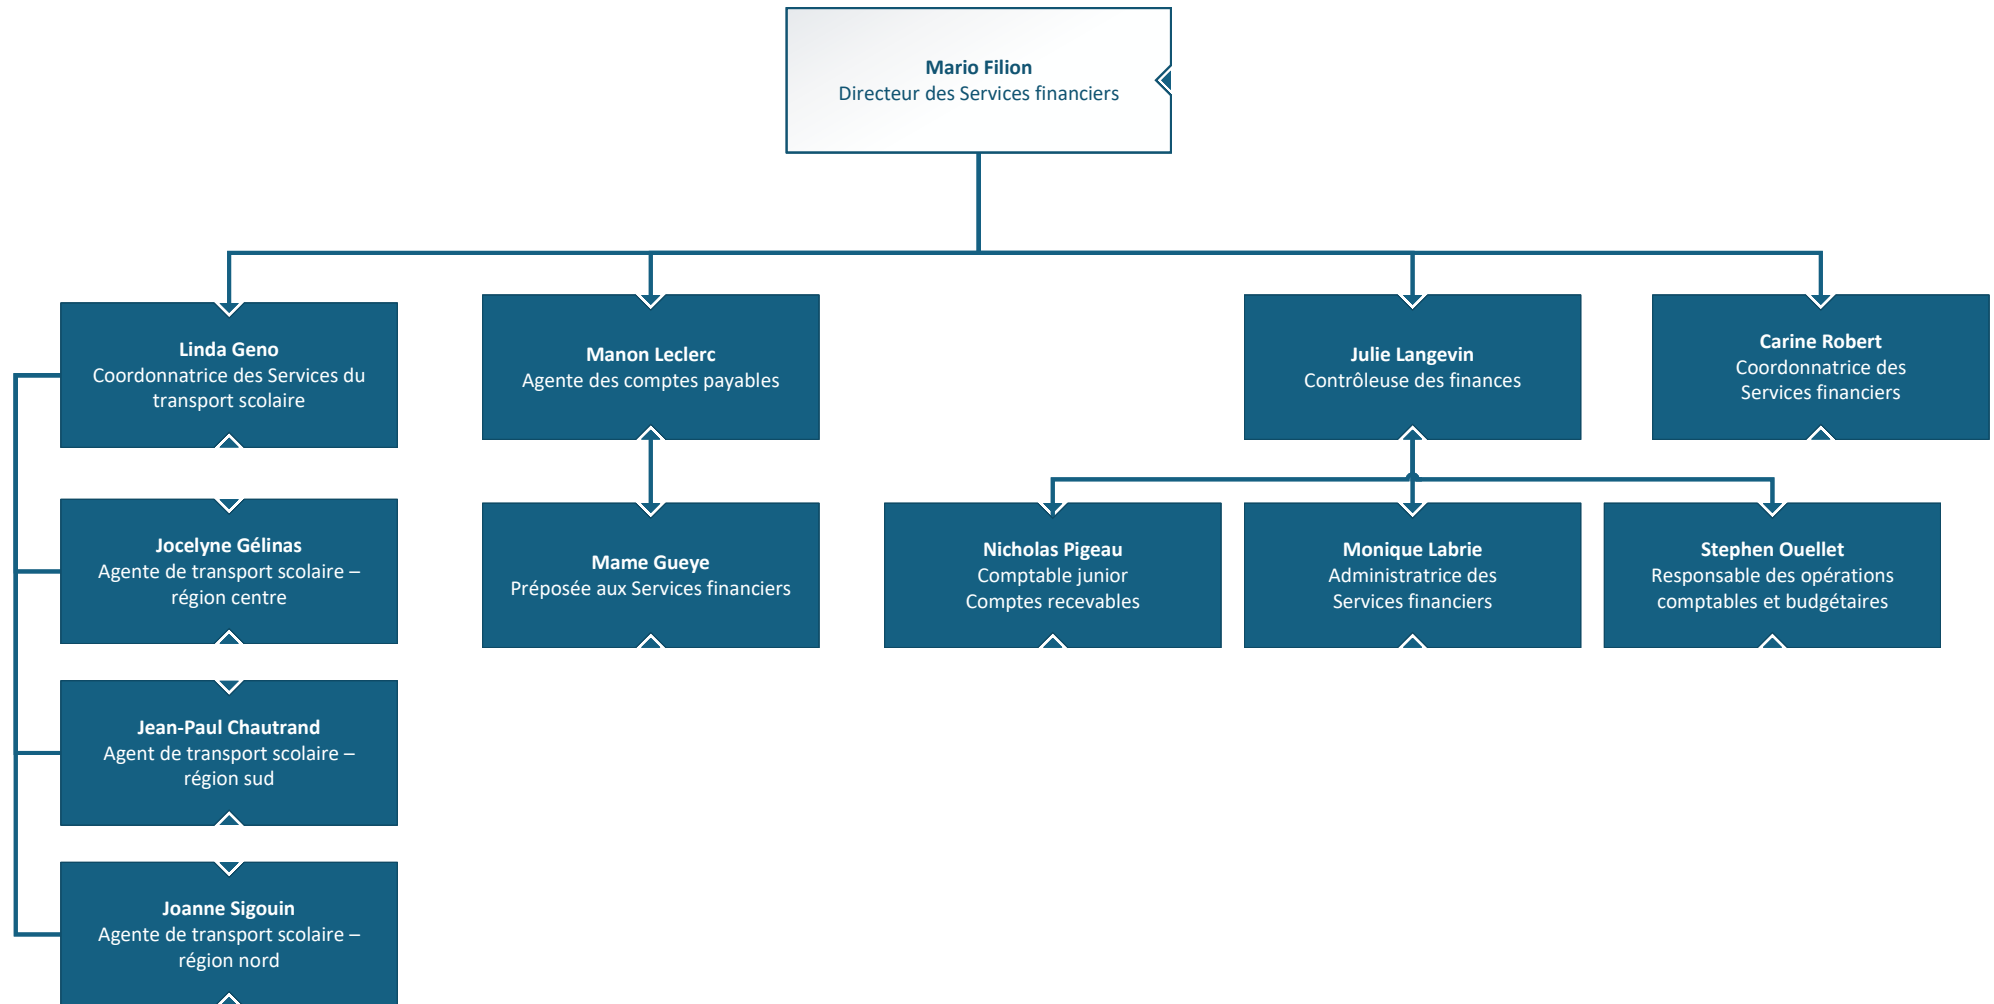 Mario Filion
Directeur des Services financiers
Linda Geno
Coordonnatrice des Services du
transport scolaire
Manon Leclerc
Agente des comptes payables
Julie Langevin
Contrôleuse des finances
Carine Robert
Coordonnatrice des
Services financiers
Jocelyne Gélinas
Agente de transport scolaire –
région centre
Mame Gueye
Préposée aux Services financiers
Nicholas Pigeau
Comptable junior
Comptes recevables
Monique Labrie
Administratrice des
Services financiers
Stephen Ouellet
Responsable des opérations
comptables et budgétaires
Jean-Paul Chautrand
Agent de transport scolaire –
région sud
Joanne Sigouin
Agente de transport scolaire –
région nord